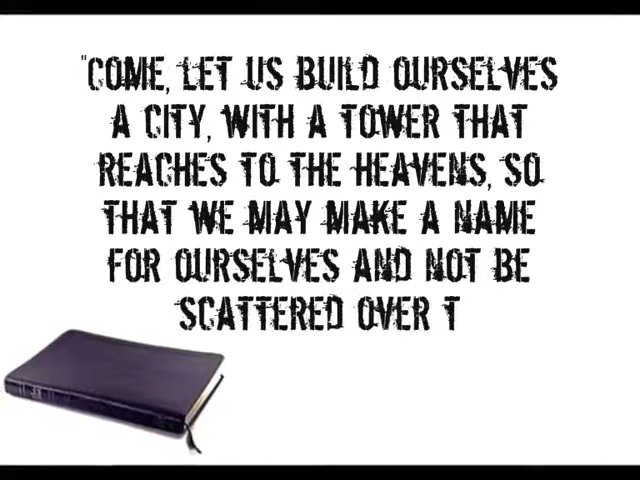 "COME, LET US BUILD OURSELVES
A CITY, WITH A TOWER THAT
REACHES TO THE HEAVENS, SO
THAT WE MAY MAKE A NAME
FOR OURSELVES AND NOT BE
SCATTERED OVER T